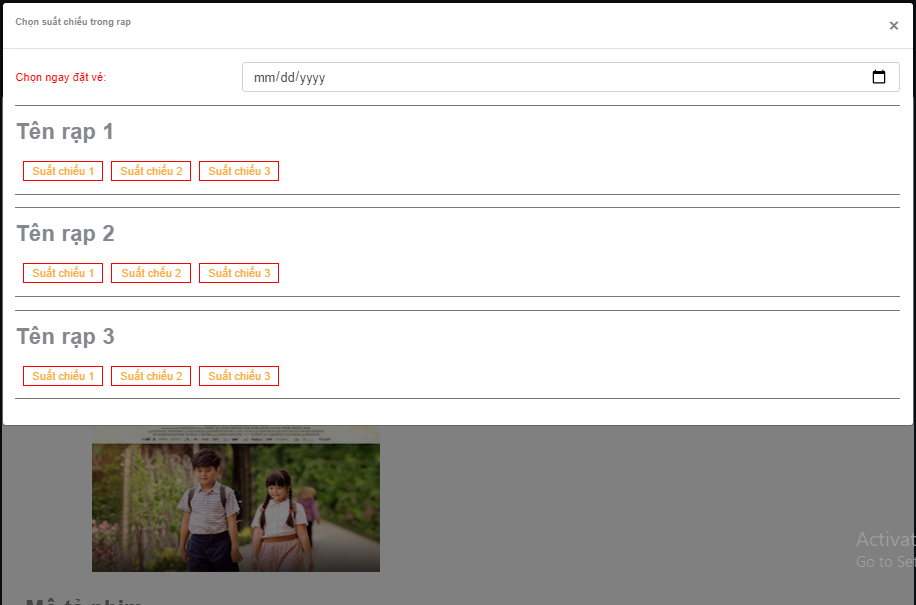 Chọn suất chiếu trong rap
×
Chọn ngay đặt vé:
mm/dd/yyyy
Tên rạp 1
Suất chiếu 1 Suất chiếu 2 Suất chiếu 3
Tên rạp 2
Suất chiếu 1 Suất chếu 2 Suất chiếu 3
Tên rạp 3
Suất chiếu 1 Suất chiếu 2 Suất chiếu 3
Activat
Go to Set
Mô tả phim